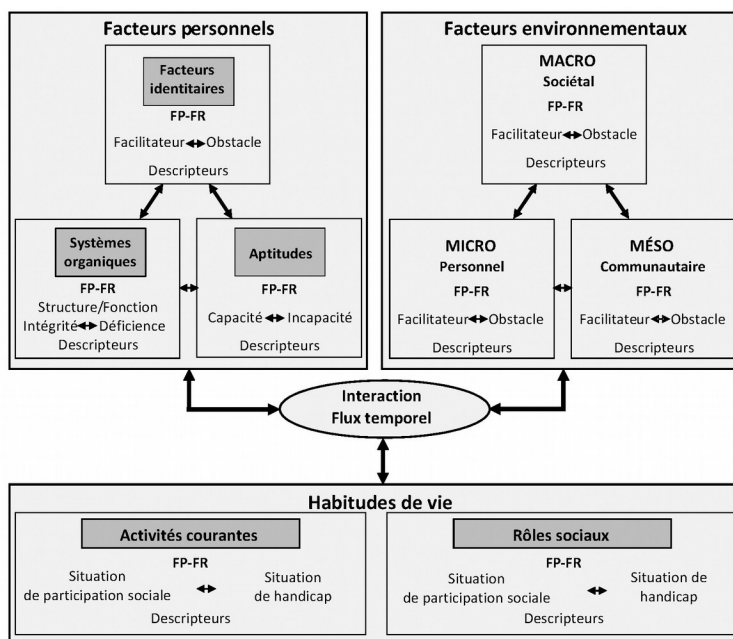 Facteurs personnels
Facteurs
identitaires
FP-FR
Facilitateur Obstacle
Descripteurs
Systèmes
organiques
FP-FR
Structure/Fonction
Intégrité Déficience
Descripteurs
Aptitudes
FP-FR
Capacité Incapacité
Descripteurs
Facteurs environnementaux
MACRO
Sociétal
FP-FR
Facilitateur Obstacle
Descripteurs
MICRO
Personnel
FP-FR
Facilitateur Obstacle
Descripteurs
MÉSO
Communautaire
FP-FR
Facilitateur Obstacle
Descripteurs
Interaction
Flux temporel
Habitudes de vie
Activités courantes
FP-FR
Situation
de participation sociale
Situation
de handicap
Descripteurs
Rôles sociaux
FP-FR
Situation
de participation sociale
Situation de
handicap
Descripteurs